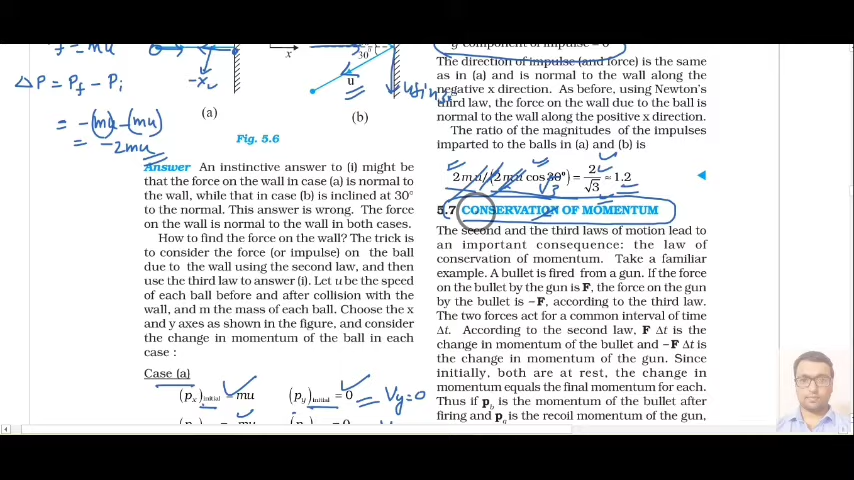 ΔP = Pf - Pi
= -(mu) - (mu)
= -2mu
-x
x
30°
u
(a)
(b)
Fig. 5.6
Answer An instinctive answer to (i) might be
that the force on the wall in case (a) is normal to
the wall, while that in case (b) is inclined at 30°
to the normal. This answer is wrong. The force
on the wall is normal to the wall in both cases.
How to find the force on the wall? The trick is
to consider the force (or impulse) on the ball
due to the wall using the second law, and then
use the third law to answer (i). Let u be the speed
of each ball before and after collision with the
wall, and m the mass of each ball. Choose the x
and y axes as shown in the figure, and consider
the change in momentum of the ball in each
case :
Case (a)
(px)initial = mu (py)initial = 0 = Vy=0
y component of impulse = 0
The direction of impulse (and force) is the same
as in (a) and is normal to the wall along the
negative x direction. As before, using Newton's
third law, the force on the wall due to the ball is
normal to the wall along the positive x direction.
The ratio of the magnitudes of the impulses
imparted to the balls in (a) and (b) is
2mu/(2mu cos30°) = 2/√3 ≈ 1.2
√3
2
5.7 CONSERVATION OF MOMENTUM
The second and the third laws of motion lead to
an important consequence: the law of
conservation of momentum. Take a familiar
example. A bullet is fired from a gun. If the force
on the bullet by the gun is F, the force on the gun
by the bullet is –F, according to the third law.
The two forces act for a common interval of time
Δt. According to the second law, F Δt is the
change in momentum of the bullet and –F Δt is
the change in momentum of the gun. Since
initially, both are at rest, the change in
momentum equals the final momentum for each.
Thus if pb is the momentum of the bullet after
firing and pg is the recoil momentum of the gun,